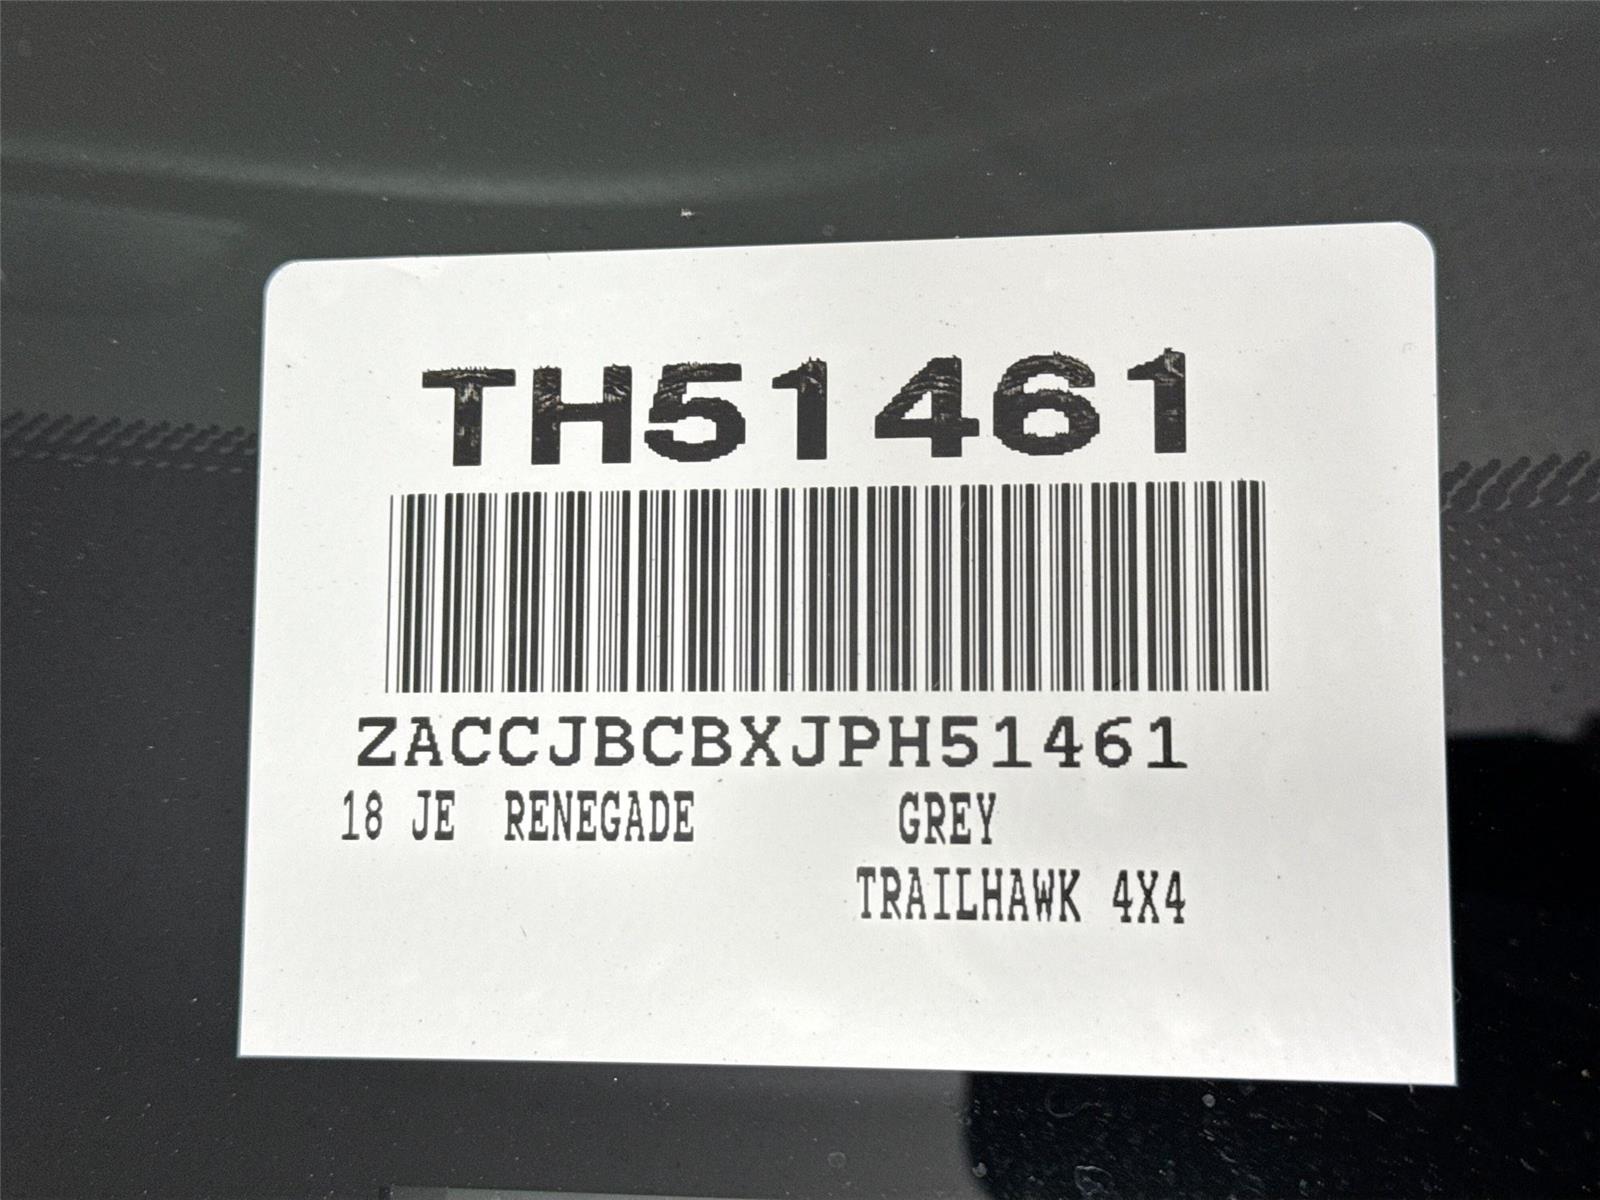 TH51461
ZACCJBCBXJPH51461
18 JE RENEGADE GREY
TRAILHAWK 4X4